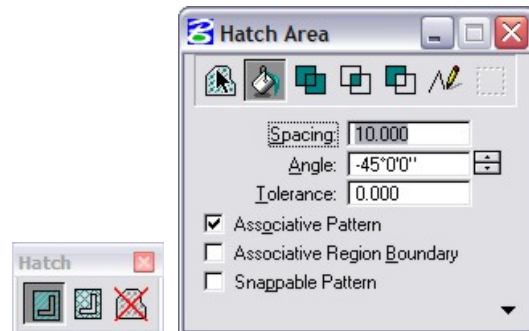 Hatch Area
Spacing: 10.000
Angle: -45°0'0"
Tolerance: 0.000
Associative Pattern
Associative Region Boundary
Snappable Pattern
Hatch